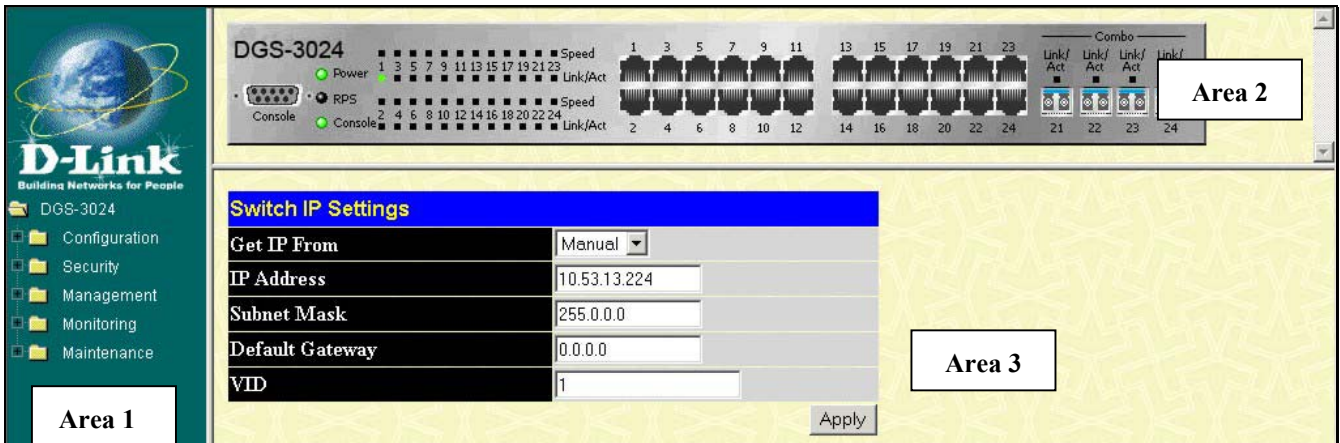 D-Link
Building Networks for People
DGS-3024
Configuration
Security
Management
Monitoring
Maintenance
Area 1
DGS-3024
Power
RPS
Console
Console
Speed
1 3 5 7 9 11 13 15 17 19 21 23
Link/Act
Speed
2 4 6 8 10 12 14 16 18 20 22 24
Link/Act
1 3 5 7 9 11 13 15 17 19 21 23
2 4 6 8 10 12 14 16 18 20 22 24
Combo
Link/Act Link/Act Link/Act Link/
21 22 23 24
Area 2
Switch IP Settings
Get IP From Manual
IP Address 10.53.13.224
Subnet Mask 255.0.0.0
Default Gateway 0.0.0.0
VID 1
Apply
Area 3